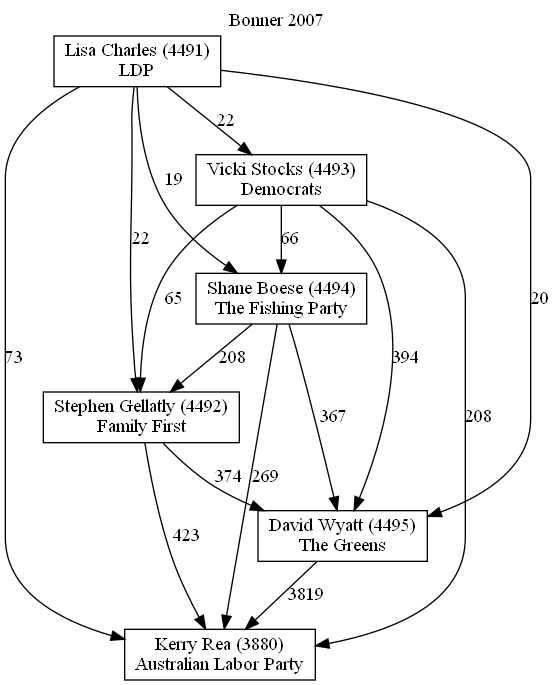 Bonner 2007
Lisa Charles (4491)
LDP
22
Vicki Stocks (4493)
Democrats
19
22
66
65
Shane Boese (4494)
The Fishing Party
20
73
208
394
367
208
Stephen Gellatly (4492)
Family First
374
269
423
David Wyatt (4495)
The Greens
3819
Kerry Rea (3880)
Australian Labor Party